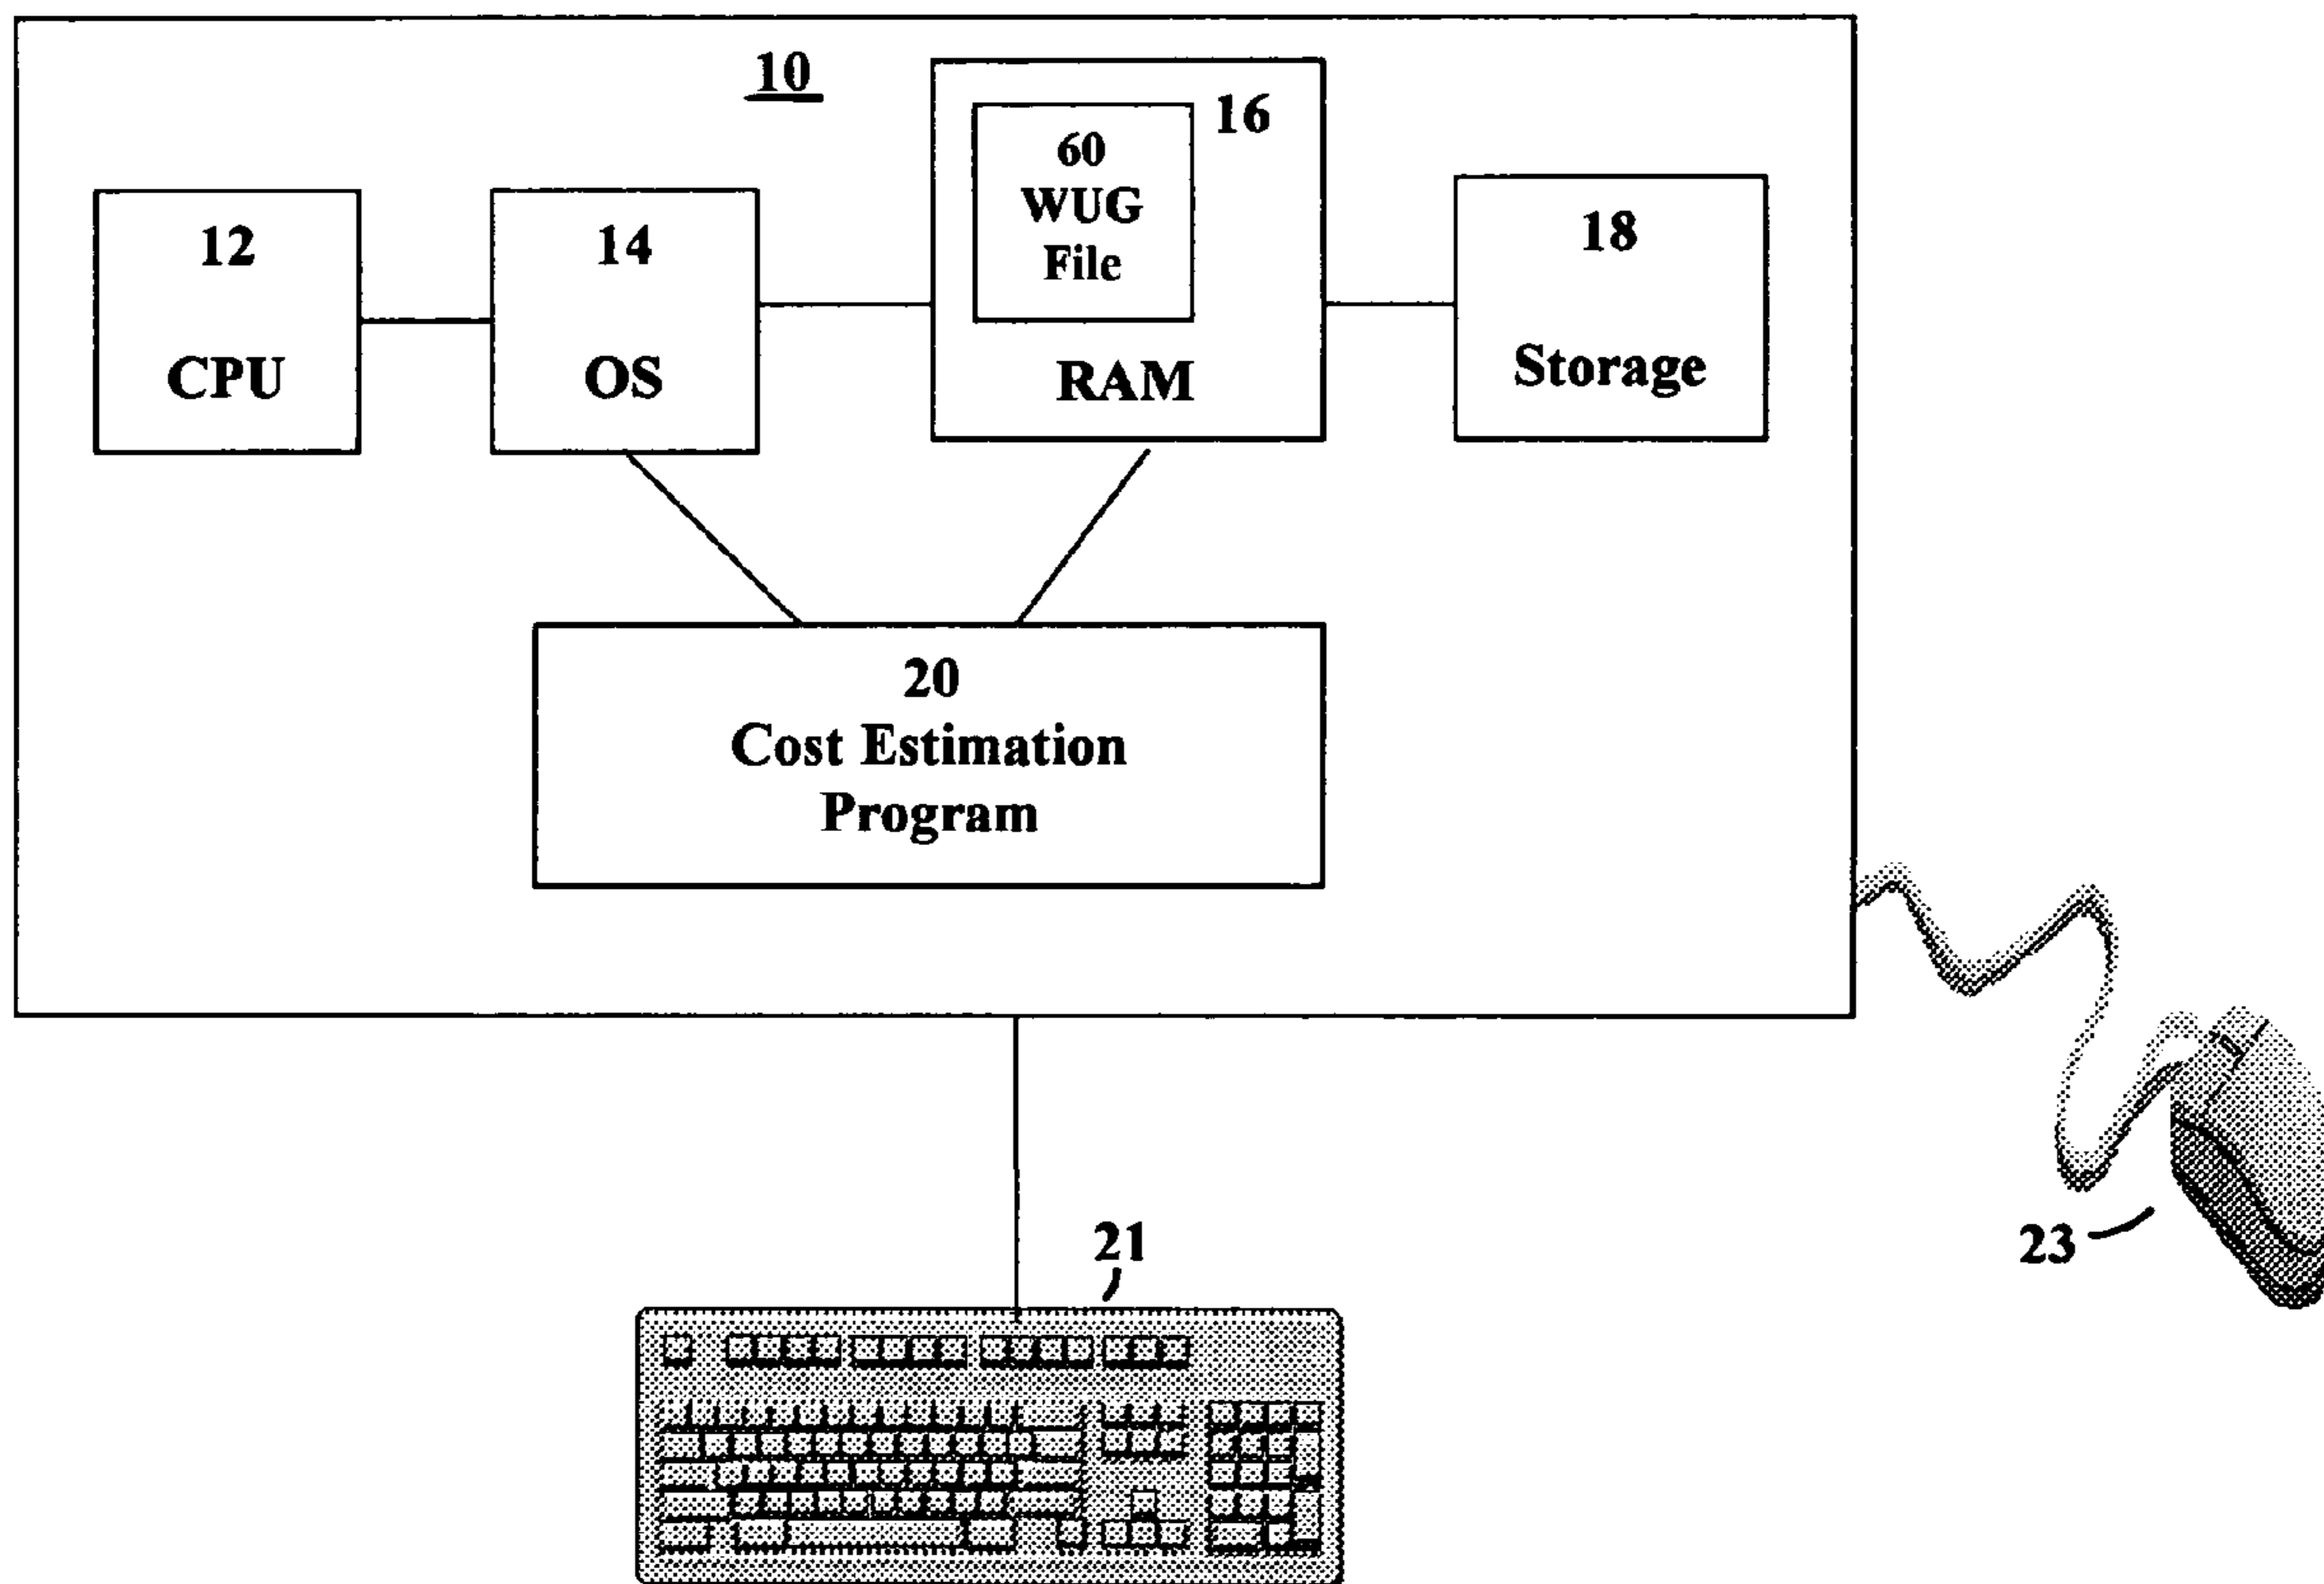 10
16
60
WUG
File
RAM
12
CPU
14
OS
18
Storage
20
Cost Estimation
Program
21
23